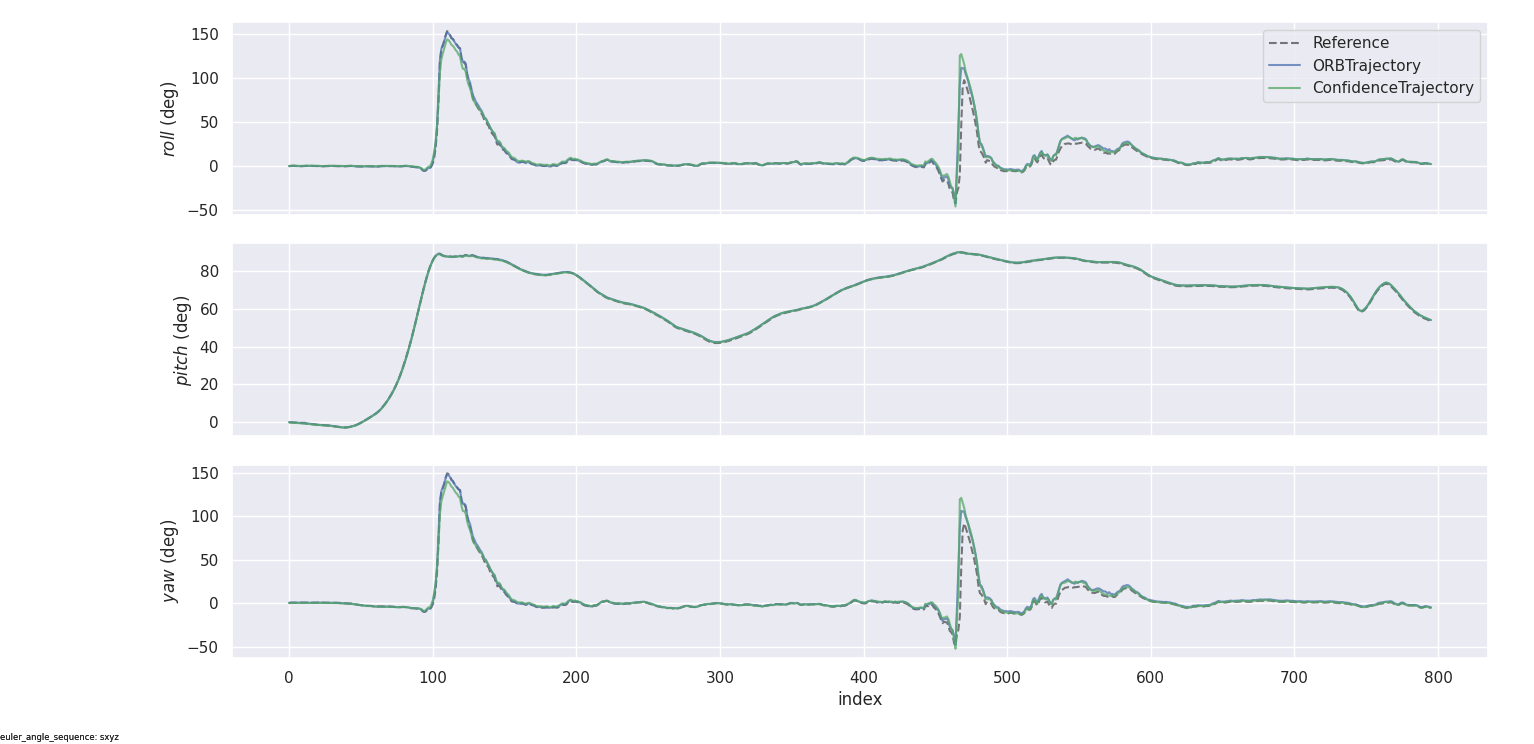 150
100
50
0
−50
roll (deg)
Reference
ORBTrajectory
ConfidenceTrajectory
80
60
40
20
0
pitch (deg)
150
100
50
0
−50
yaw (deg)
0 100 200 300 400 500 600 700 800
index
euler_angle_sequence: sxyz